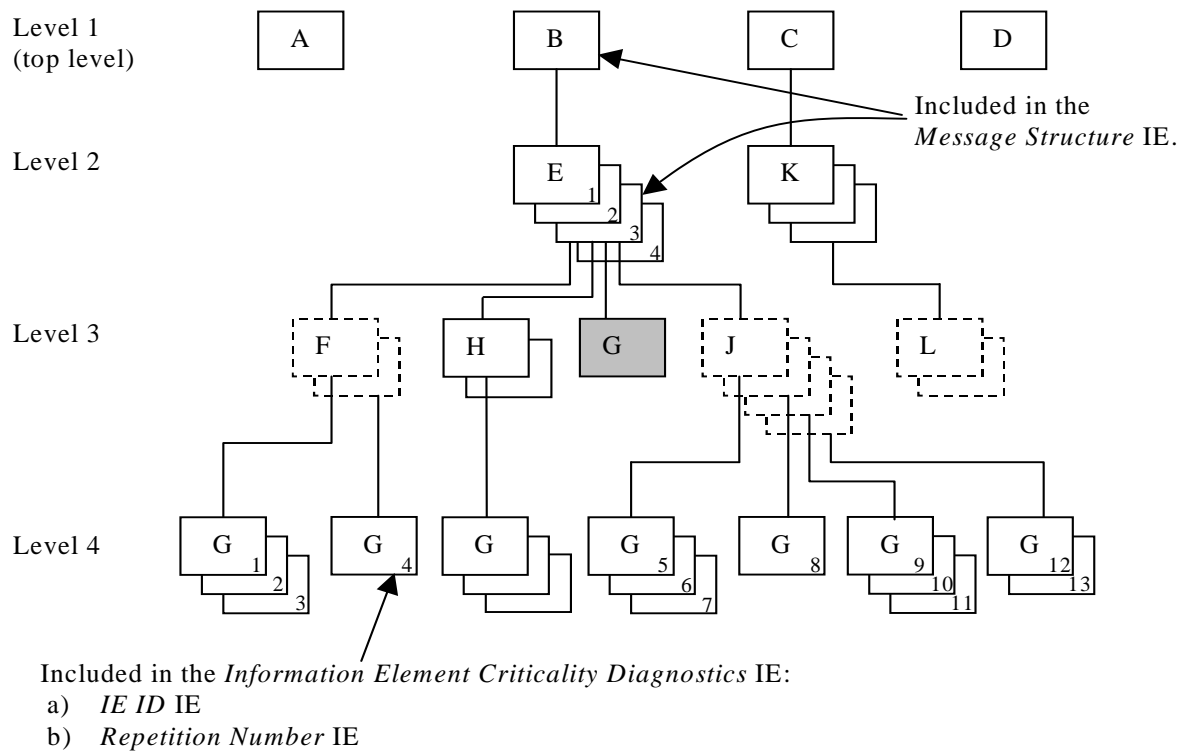 Level 1
(top level)
A
B
C
D
Included in the
Message Structure IE.
Level 2
E
1
2
3
4
K
Level 3
F
H
G
J
L
Level 4
G
1
2
3
G
4
G
G
5
6
7
G
8
G
9
10
11
G
12
13
Included in the Information Element Criticality Diagnostics IE:
a) IE ID IE
b) Repetition Number IE